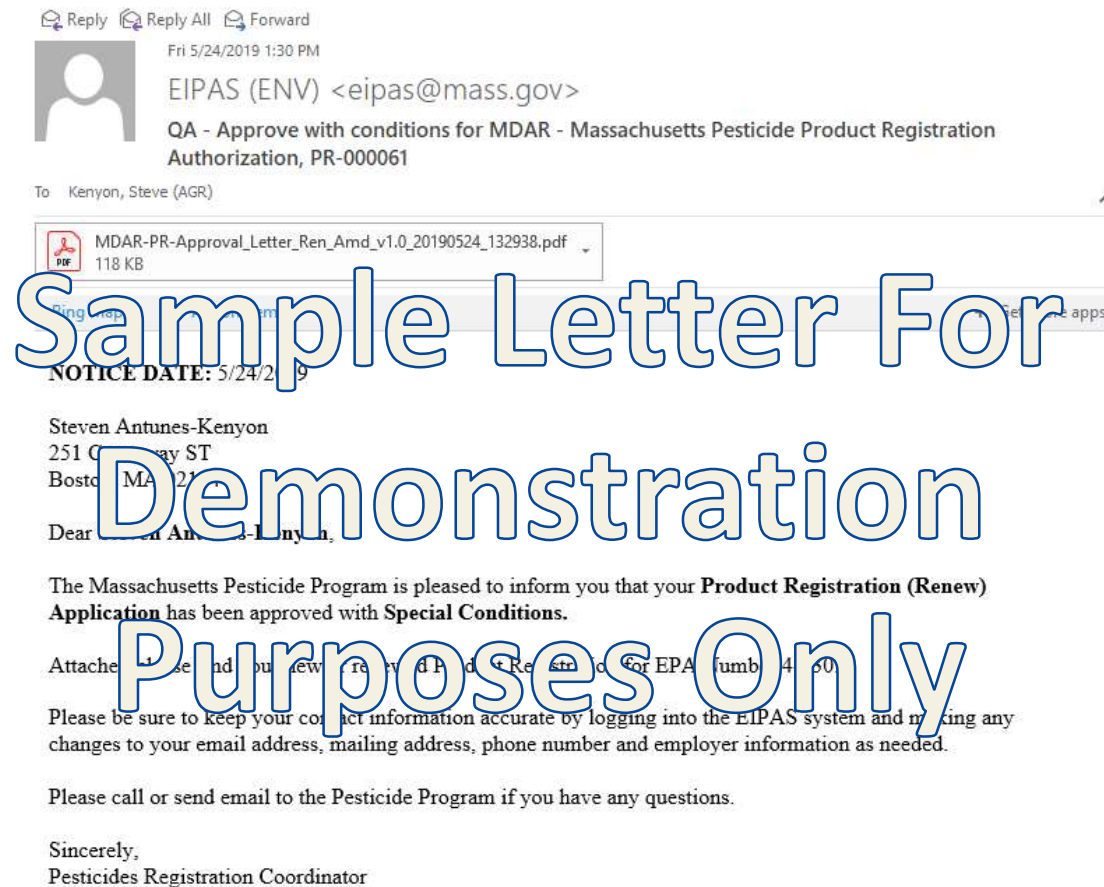 Reply Reply All Forward
Fri 5/24/2019 1:30 PM
EIPAS (ENV) <eipas@mass.gov>
QA - Approve with conditions for MDAR - Massachusetts Pesticide Product Registration
Authorization, PR-000061
To Kenyon, Steve (AGR)
MDAR-PR-Approval_Letter_Ren_Amd_v1.0_20190524_132938.pdf
PDF
118 KB
Sample Letter For
apps
NOTICE DATE:
Steven Antunes-Kenyon
251 ST
MA
Demonstration
Dear
The Massachusetts Pesticide Program is pleased to inform you that your Product Registration (Renew)
Application has been approved with Special Conditions.
Purposes Only
for EPA
Please be sure to keep your contact information accurate by logging into the EIPAS system and making any
changes to your email address, mailing address, phone number and employer information as needed.
Please call or send email to the Pesticide Program if you have any questions.
Sincerely,
Pesticides Registration Coordinator